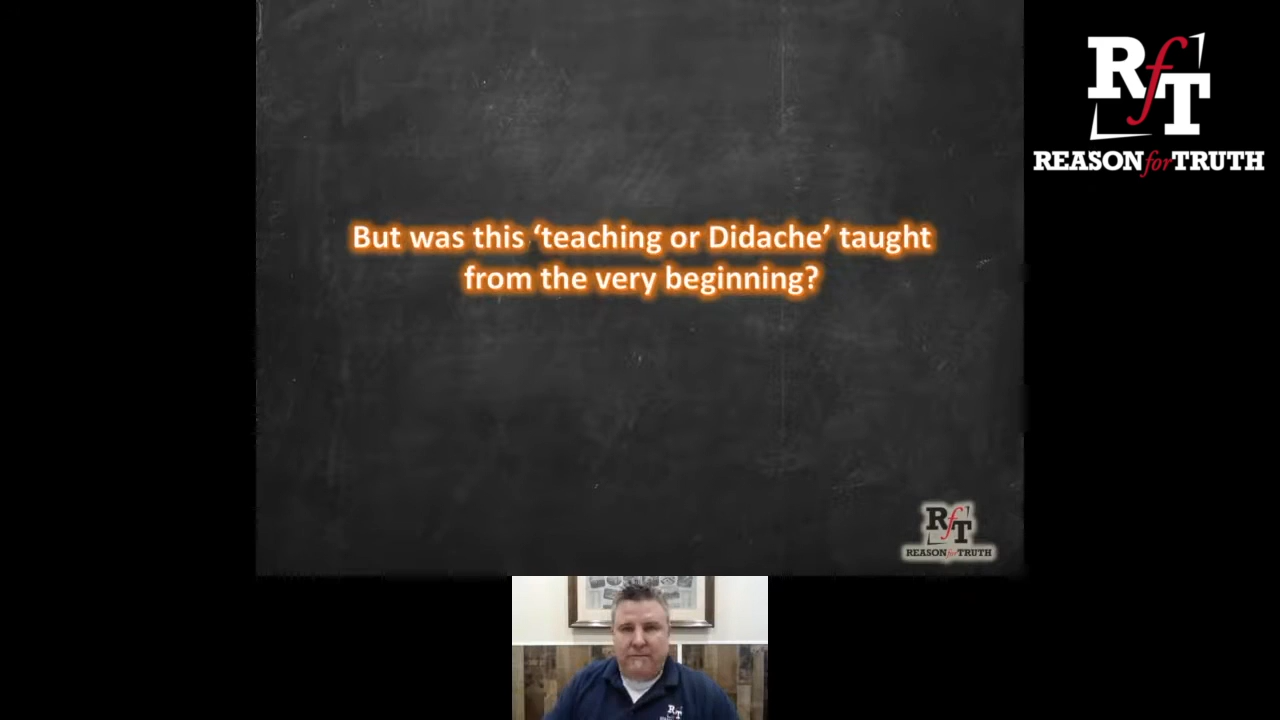 But was this ‘teaching or Didache’ taught
from the very beginning?
RfT
REASON for TRUTH
RfT
REASON for TRUTH
RfT